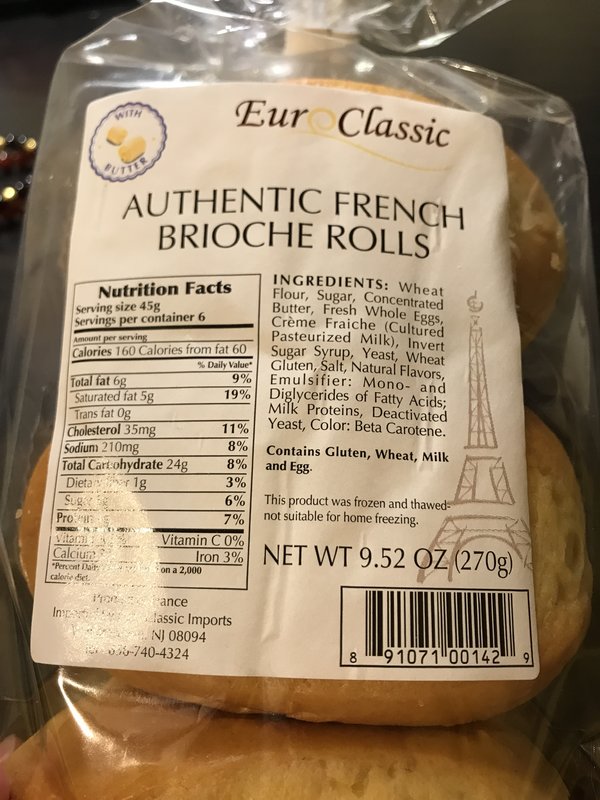 WITH
BUTTER
EuroClassic
AUTHENTIC FRENCH
BRIOCHE ROLLS
Nutrition Facts
Serving size 45g
Servings per container 6
Amount per serving
Calories 160 Calories from fat 60
% Daily Value*
Total fat 6g 9%
Saturated fat 5g 19%
Trans fat 0g
Cholesterol 35mg 11%
Sodium 210mg 8%
Total Carbohydrate 24g 8%
Dietary fiber 1g 3%
6%
7%
Vitamin C 0%
Calcium Iron 3%
*Percent on a 2,000
calorie diet.
INGREDIENTS: Wheat
Flour, Sugar, Concentrated
Butter, Fresh Whole Eggs,
Crème Fraiche (Cultured
Pasteurized Milk), Invert
Sugar Syrup, Yeast, Wheat
Gluten, Salt, Natural Flavors,
Emulsifier: Mono- and
Diglycerides of Fatty Acids;
Milk Proteins, Deactivated
Yeast, Color: Beta Carotene.
Contains Gluten, Wheat, Milk
and Egg.
This product was frozen and thawed-
not suitable for home freezing.
NET WT 9.52 OZ (270g)
Classic Imports
NJ 08094
740-4324
8 91071 00142 9